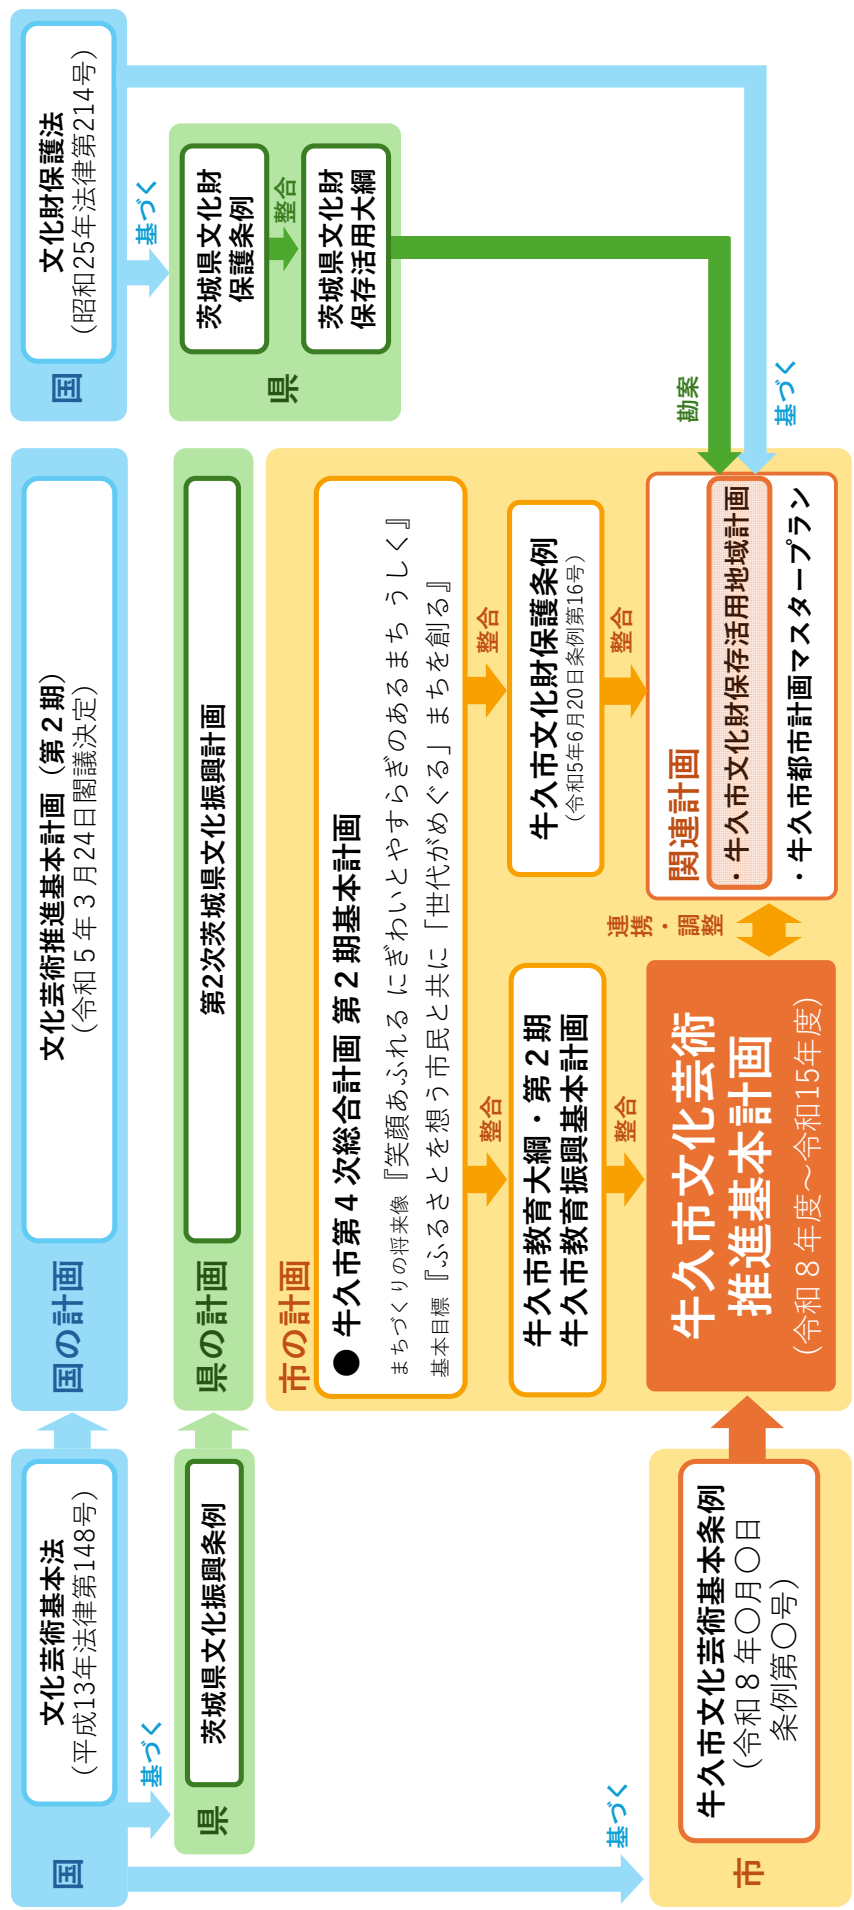 国
文化芸術基本法
(平成13年法律第148号)
基づく
県
茨城県文化振興条例
基づく
市
牛久市文化芸術基本条例
(令和８年〇月〇日
条例第〇号)
国の計画
文化芸術推進基本計画（第２期）
(令和５年３月24日閣議決定)
県の計画
第2次茨城県文化振興計画
市の計画
●牛久市第４次総合計画 第２期基本計画
まちづくりの将来像『笑顔あふれる にぎわいとやすらぎのあるまち うしく』
基本目標『ふるさとを想う市民と共に「世代がめぐる」まちを創る』
整合
整合
牛久市教育大綱・第２期
牛久市教育振興基本計画
牛久市文化財保護条例
(令和5年6月20日条例第16号)
整合
整合
牛久市文化芸術
推進基本計画
(令和８年度～令和15年度)
連携・調整
関連計画
・牛久市文化財保存活用地域計画
・牛久市都市計画マスタープラン
国
文化財保護法
(昭和25年法律第214号)
基づく
県
茨城県文化財
保護条例
整合
茨城県文化財
保存活用大綱
勘案
基づく